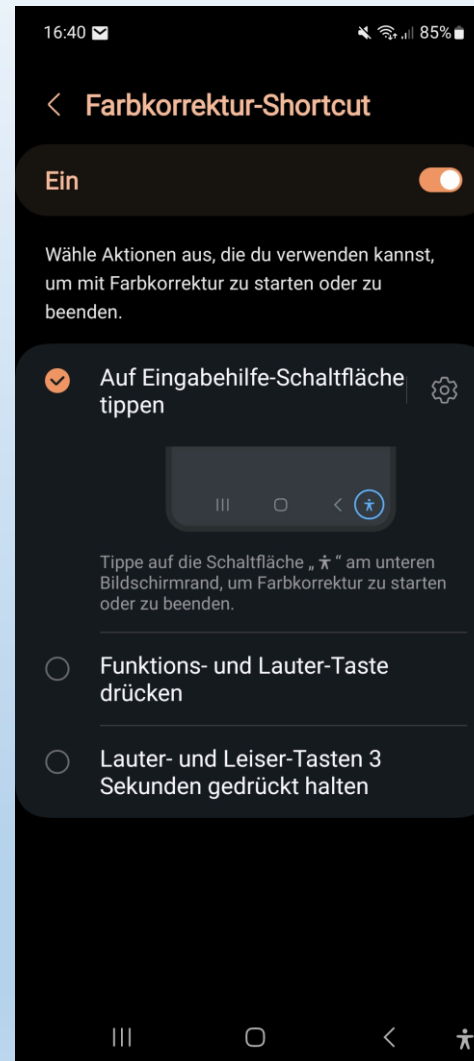 16:40 85%
Farbkorrektur-Shortcut
Ein
Wähle Aktionen aus, die du verwenden kannst,
um mit Farbkorrektur zu starten oder zu
beenden.
Auf Eingabehilfe-Schaltfläche
tippen
Tippe auf die Schaltfläche „ “ am unteren
Bildschirmrand, um Farbkorrektur zu starten
oder zu beenden.
Funktions- und Lauter-Taste
drücken
Lauter- und Leiser-Tasten 3
Sekunden gedrückt halten